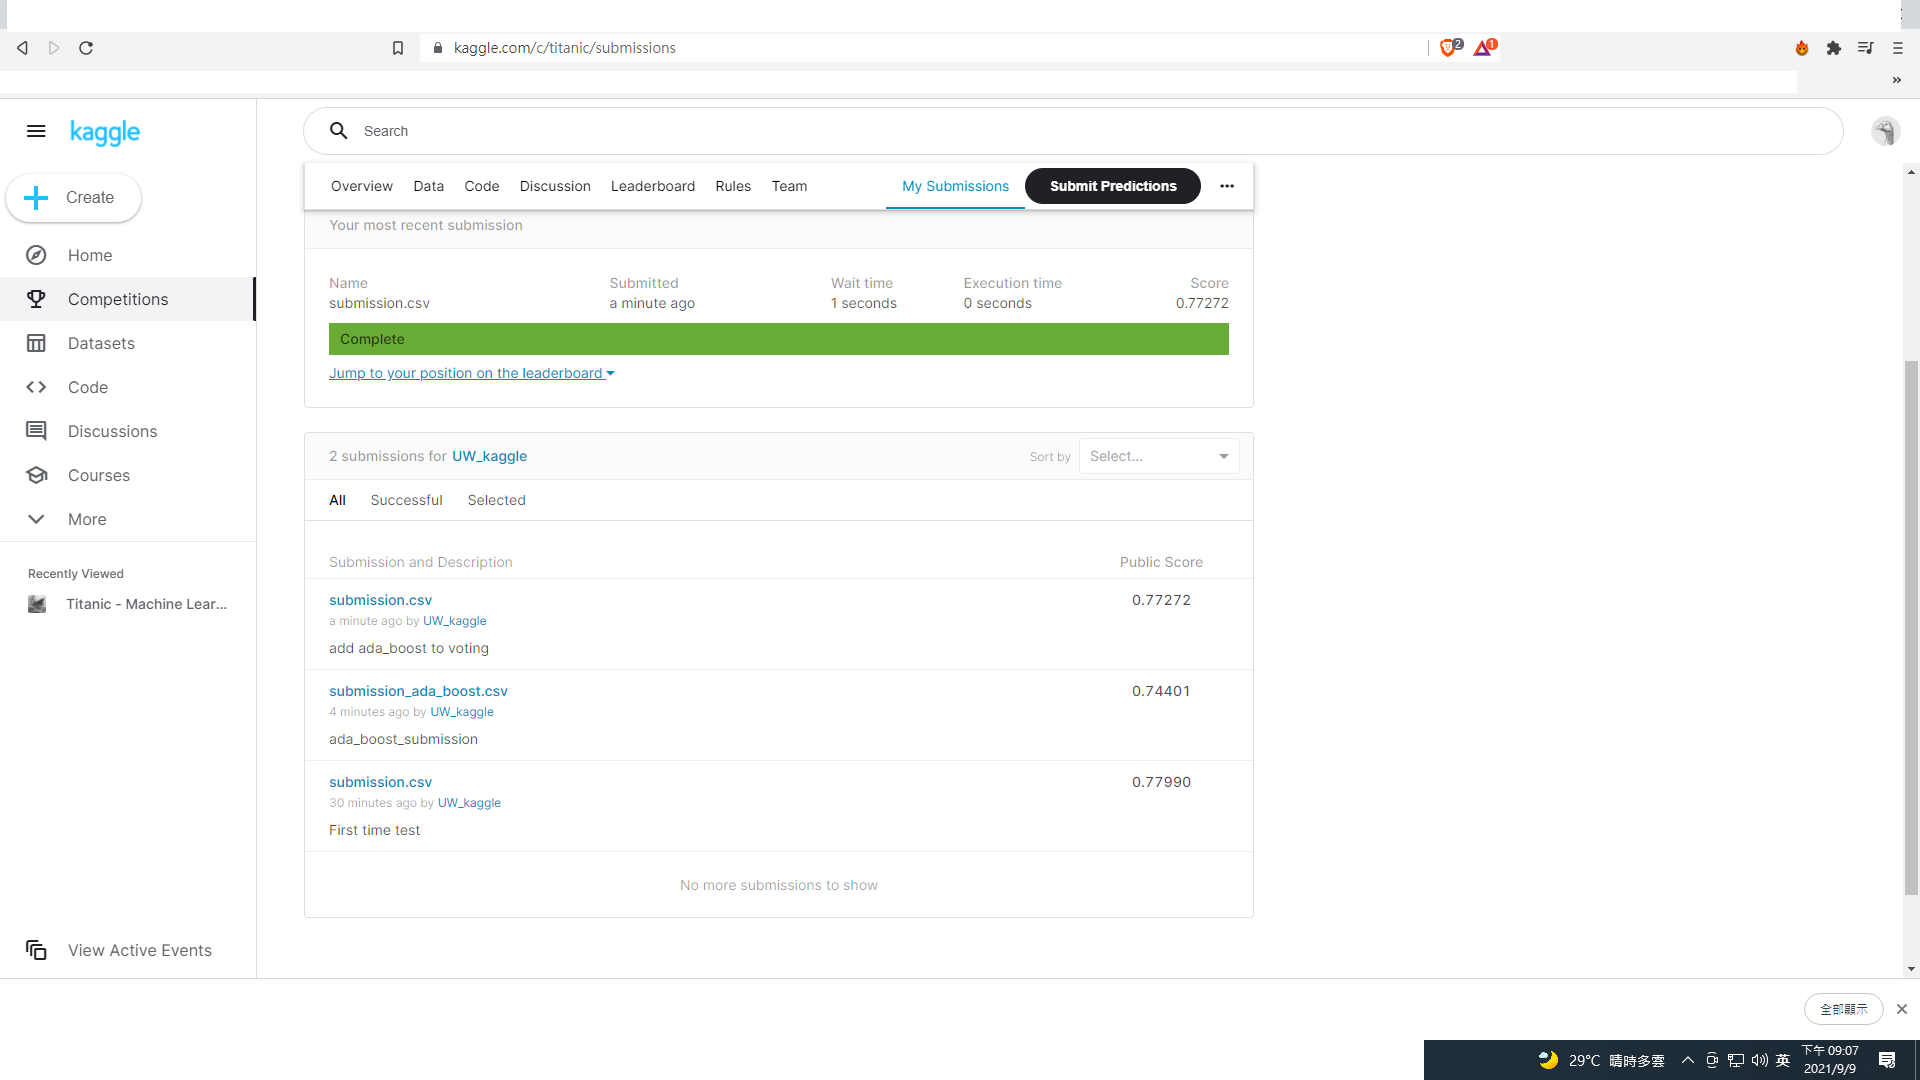 kaggle.com/c/titanic/submissions
2
1
kaggle
Search
Create
Home
Competitions
Datasets
Code
Discussions
Courses
More
Recently Viewed
Titanic - Machine Lear...
View Active Events
Overview Data Code Discussion Leaderboard Rules Team My Submissions Submit Predictions
Your most recent submission
Name Submitted Wait time Execution time Score
submission.csv a minute ago 1 seconds 0 seconds 0.77272
Complete
Jump to your position on the leaderboard
2 submissions for UW_kaggle Sort by Select...
All Successful Selected
Submission and Description Public Score
submission.csv 0.77272
a minute ago by UW_kaggle
add ada_boost to voting
submission_ada_boost.csv 0.74401
4 minutes ago by UW_kaggle
ada_boost_submission
submission.csv 0.77990
30 minutes ago by UW_kaggle
First time test
No more submissions to show
全部顯示
29°C 晴時多雲 英 下午 09:07
2021/9/9